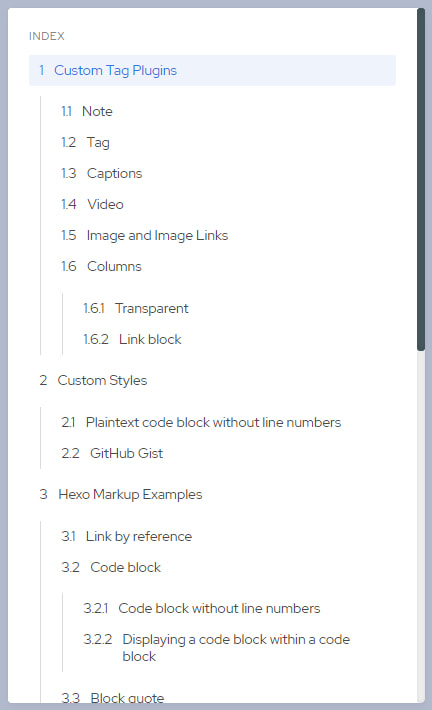 INDEX
1 Custom Tag Plugins
1.1 Note
1.2 Tag
1.3 Captions
1.4 Video
1.5 Image and Image Links
1.6 Columns
1.6.1 Transparent
1.6.2 Link block
2 Custom Styles
2.1 Plaintext code block without line numbers
2.2 GitHub Gist
3 Hexo Markup Examples
3.1 Link by reference
3.2 Code block
3.2.1 Code block without line numbers
3.2.2 Displaying a code block within a code
block
3.3 Block quote